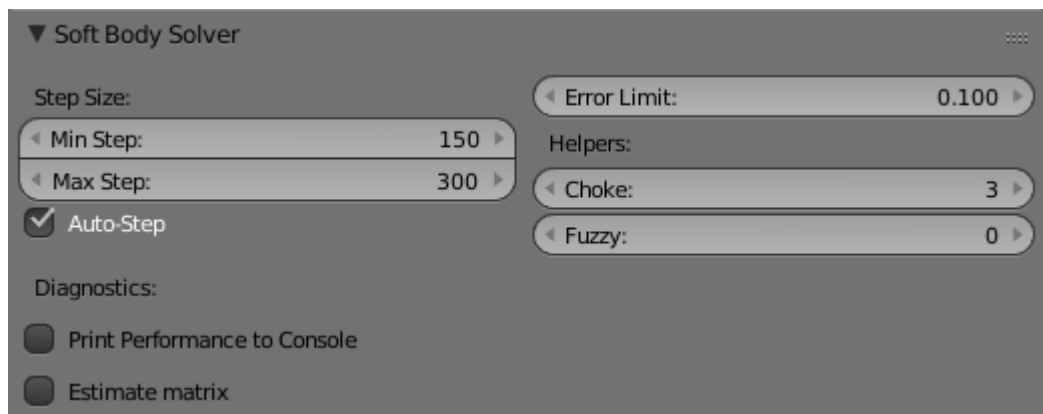 Soft Body Solver
Step Size:
Min Step: 150
Max Step: 300
Auto-Step
Error Limit: 0.100
Helpers:
Choke: 3
Fuzzy: 0
Diagnostics:
Print Performance to Console
Estimate matrix